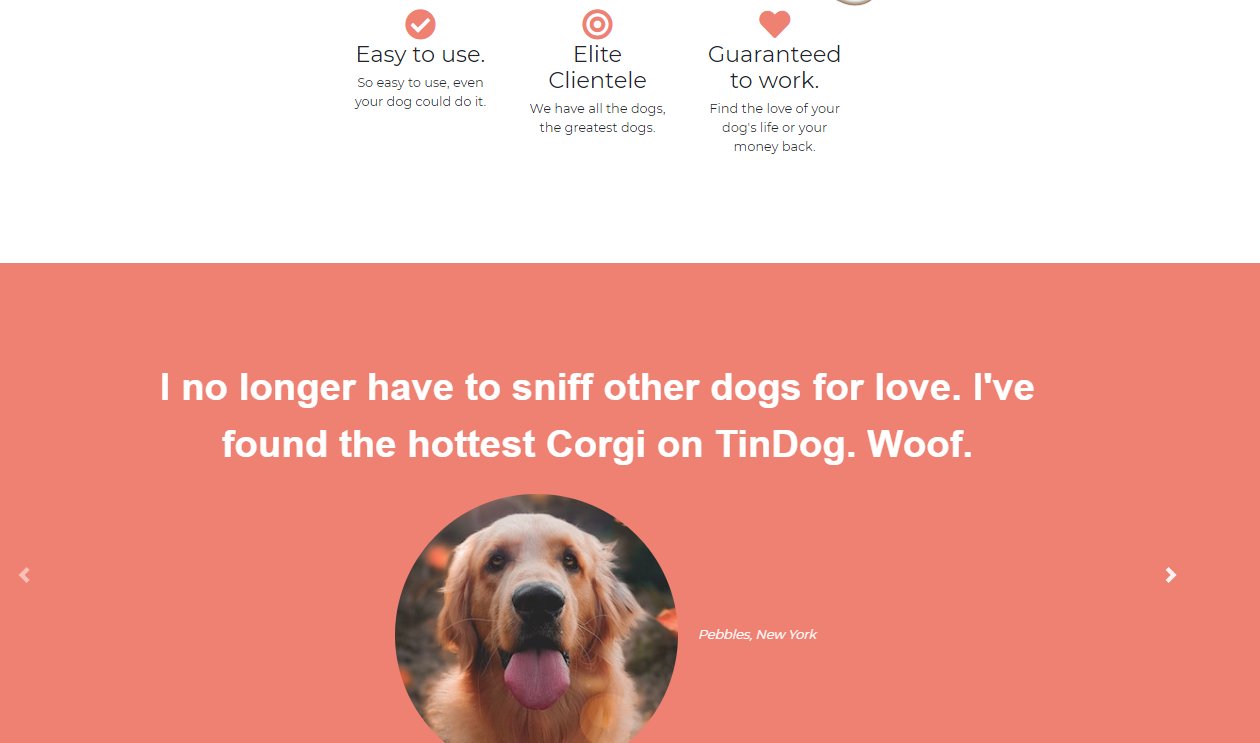 Easy to use.
So easy to use, even
your dog could do it.
Elite
Clientele
We have all the dogs,
the greatest dogs.
Guaranteed
to work.
Find the love of your
dog's life or your
money back.
I no longer have to sniff other dogs for love. I've
found the hottest Corgi on TinDog. Woof.
Pebbles, New York